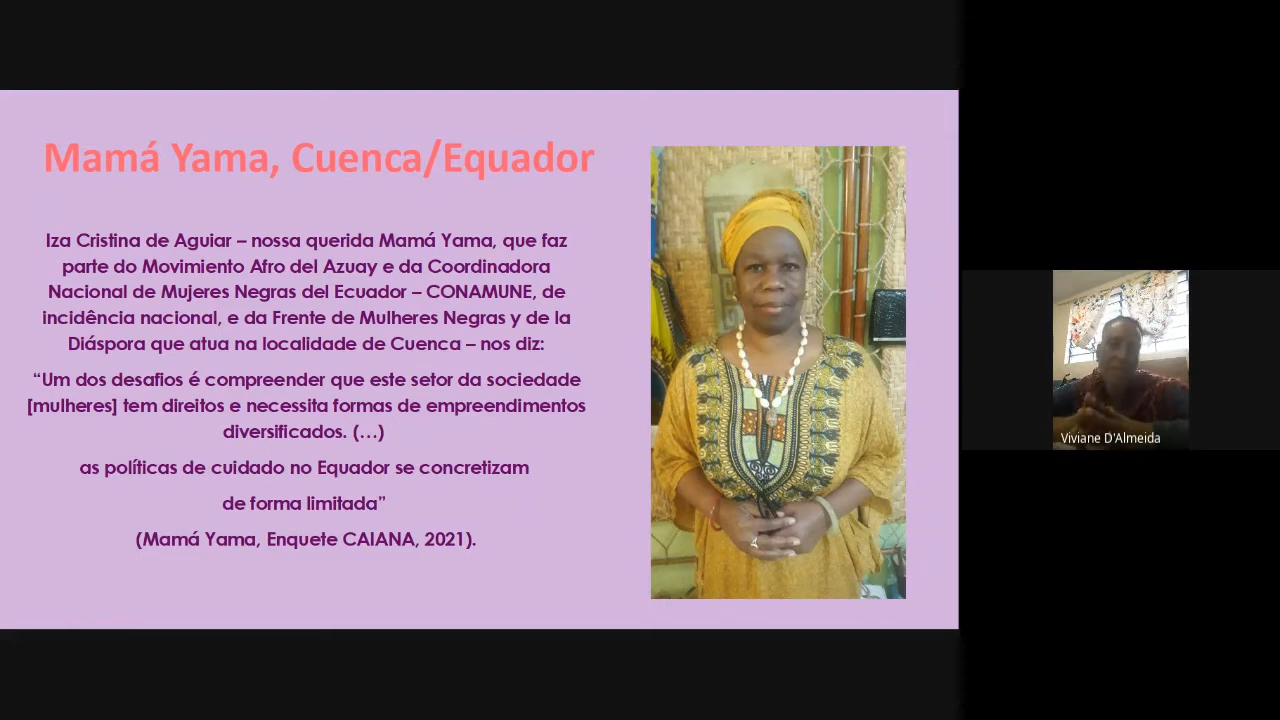 Mamá Yama, Cuenca/Equador
Iza Cristina de Aguiar – nossa querida Mamá Yama, que faz
parte do Movimiento Afro del Azuay e da Coordinadora
Nacional de Mujeres Negras del Ecuador – CONAMUNE, de
incidência nacional, e da Frente de Mulheres Negras y de la
Diáspora que atua na localidade de Cuenca – nos diz:
“Um dos desafios é compreender que este setor da sociedade
[mulheres] tem direitos e necessita formas de empreendimentos
diversificados. (…)
as políticas de cuidado no Equador se concretizam
de forma limitada”
(Mamá Yama, Enquete CAIANA, 2021).
Viviane D'Almeida